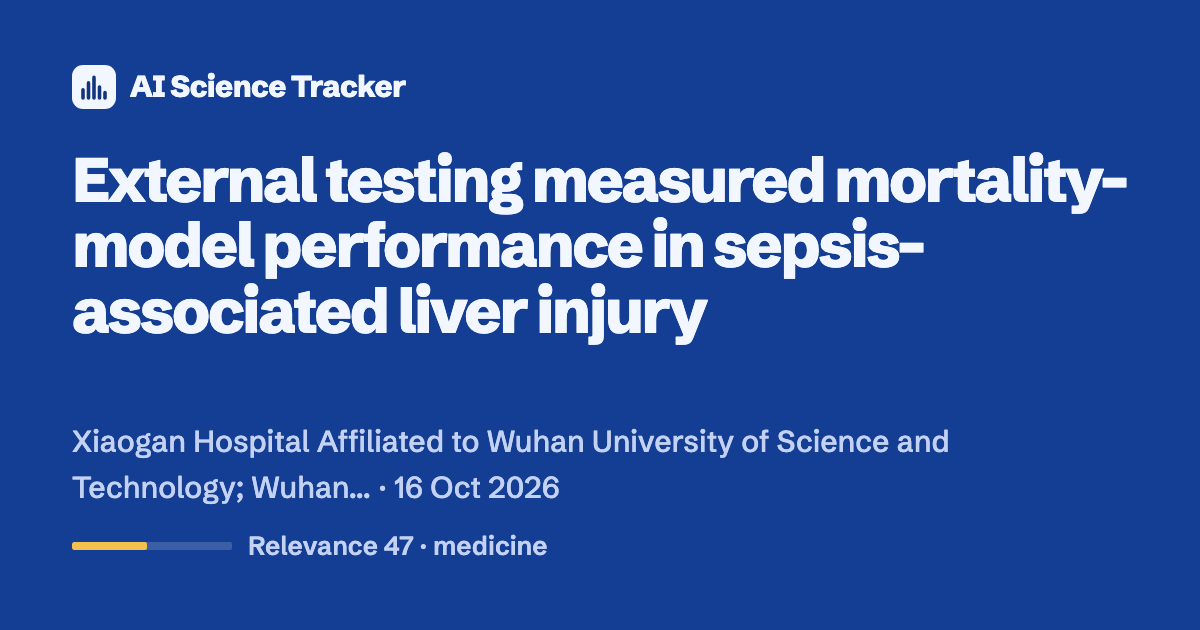 AI Science Tracker
External testing measured mortality-
model performance in sepsis-
associated liver injury
Xiaogan Hospital Affiliated to Wuhan University of Science and
Technology; Wuhan... · 16 Oct 2026
Relevance 47 · medicine